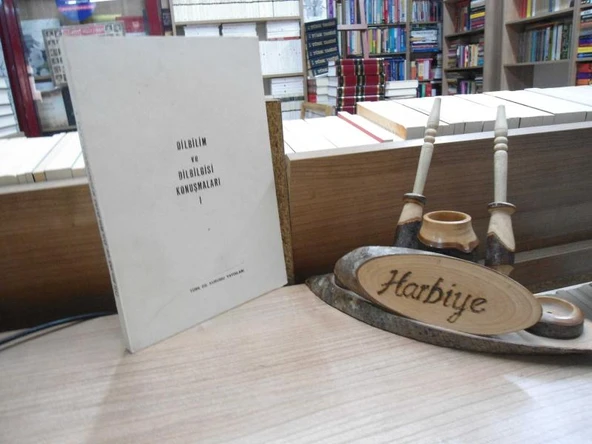 DİLBİLİM
ve
DİLBİLGİSİ
KONUŞMALARI
I
TÜRK DİL KURUMU YAYINLARI
Harbiye